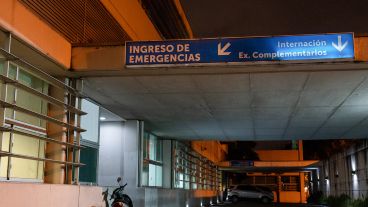 INGRESO DE
EMERGENCIAS
Internación
Ex. Complementarios